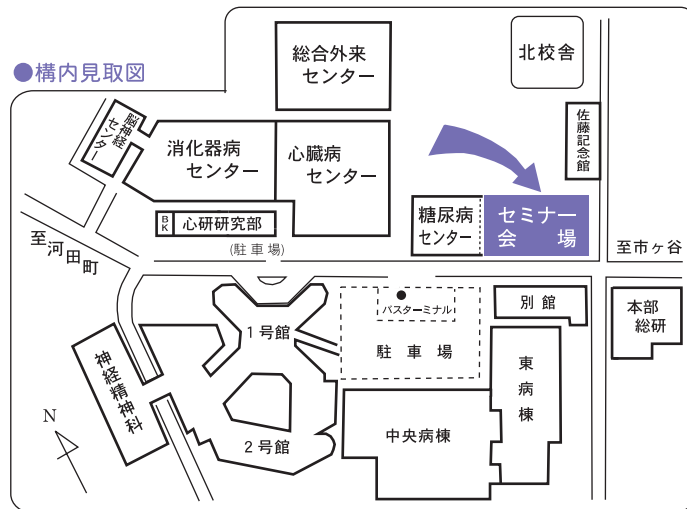 ●構内見取図
総合外来
センター
北校舎
脳神経
センター
消化器病
センター
心臓病
センター
佐藤記念館
BK
心研研究部
(駐車場)
糖尿病
センター
セミナー
会場
至河田町
至市ヶ谷
バスターミナル
駐車場
別館
本部
総研
1号館
神経精神科
東病棟
2号館
中央病棟
N